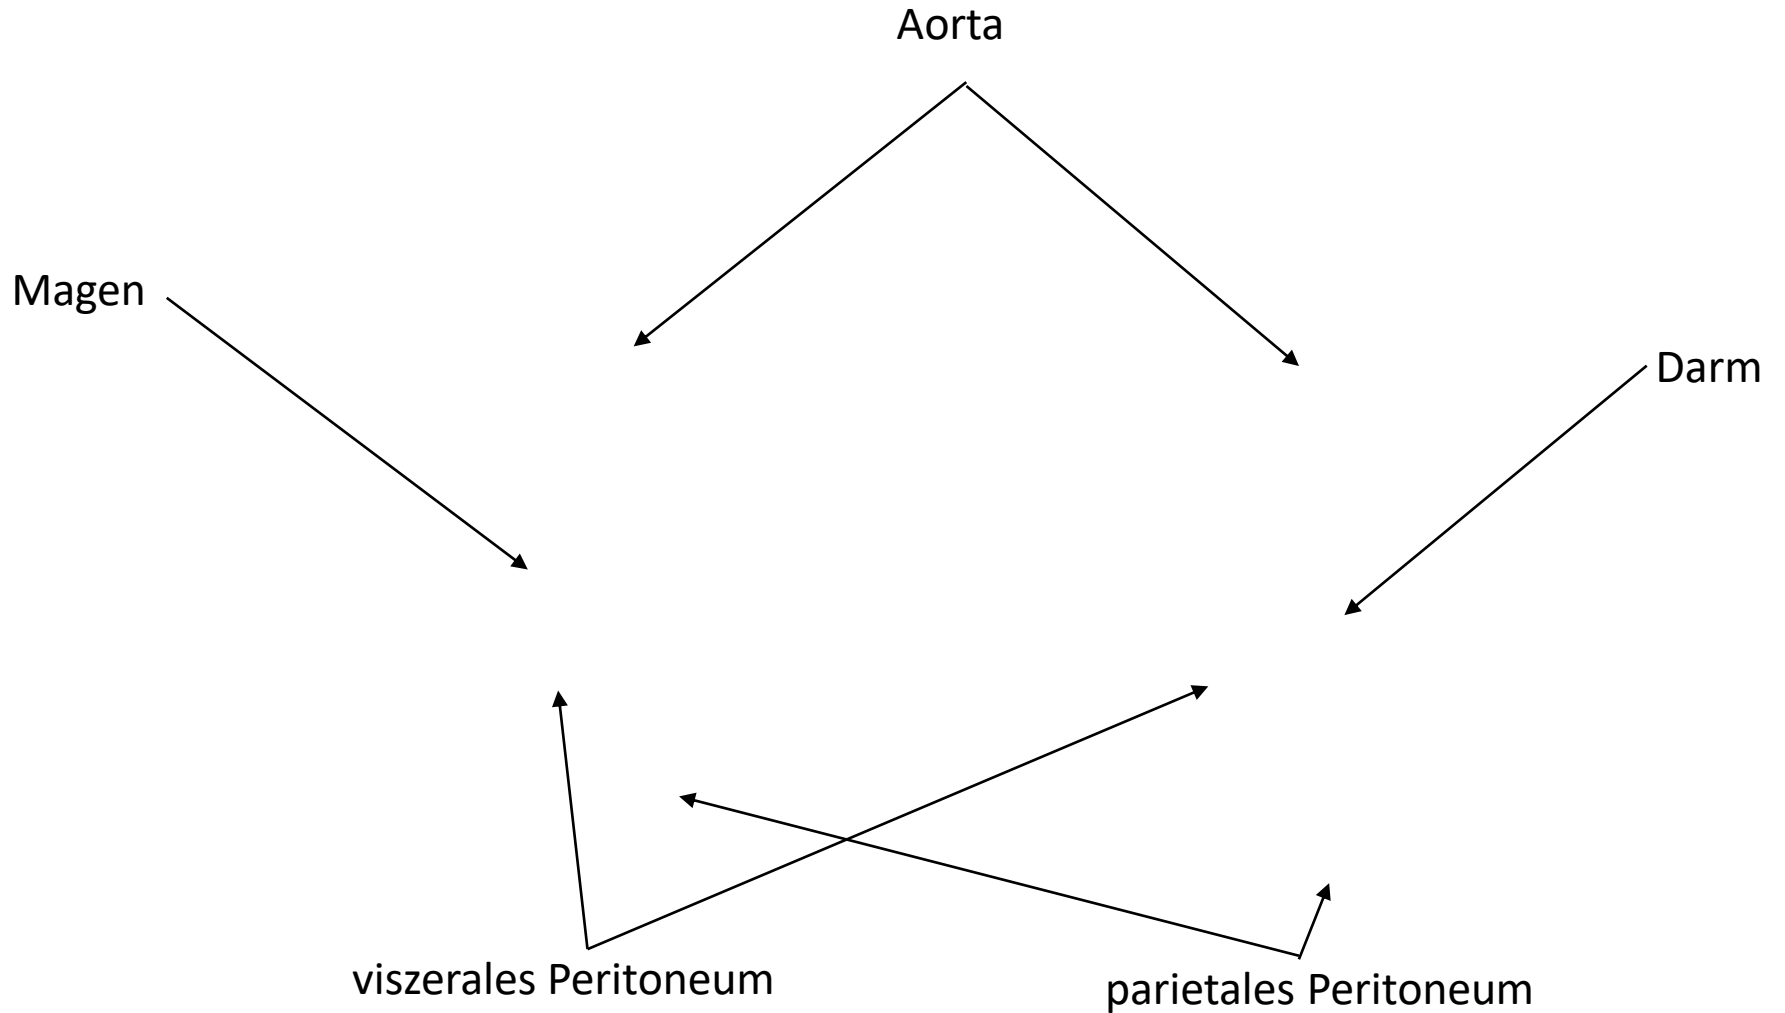 Aorta
Magen
Darm
viszerales Peritoneum
parietales Peritoneum